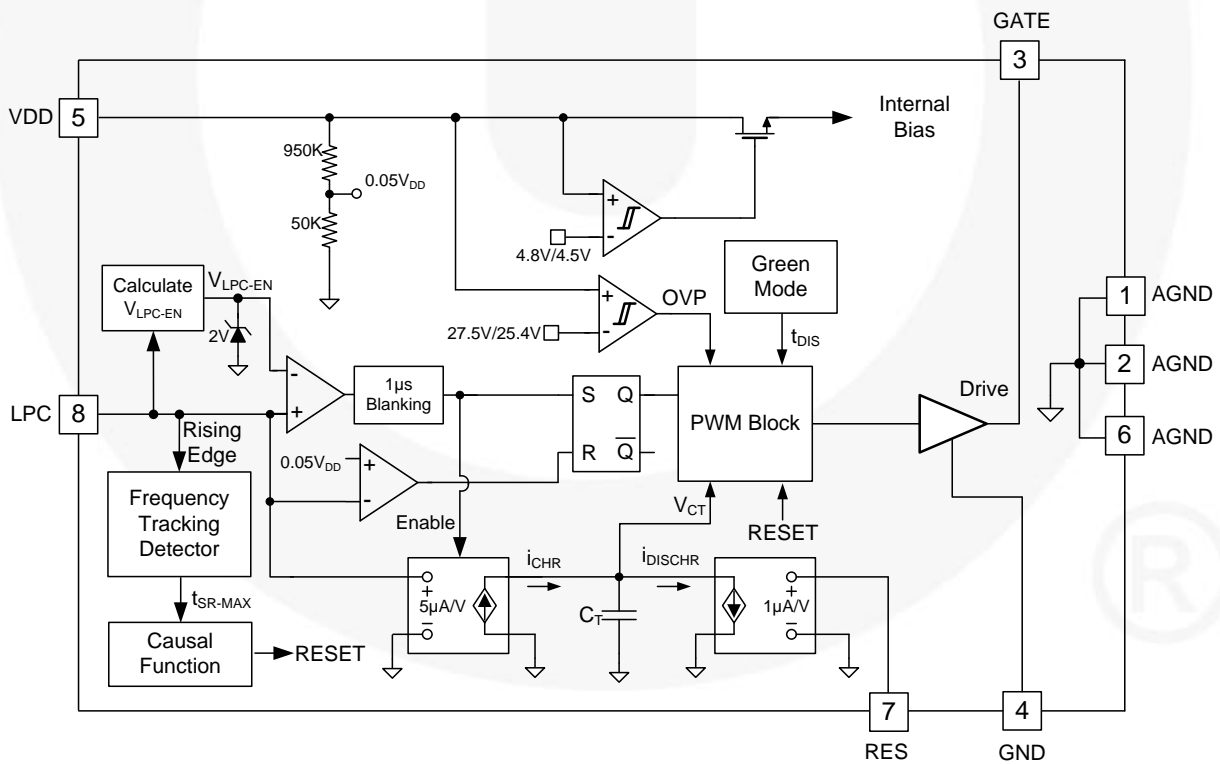 GATE
3
VDD
5
Internal
Bias
950K
0.05VDD
50K
+
-
4.8V/4.5V
Green
Mode
Calculate
VLPC-EN
VLPC-EN
2V
+
-
OVP
27.5V/25.4V
tDIS
1
AGND
2
AGND
6
AGND
LPC
8
-
+
1µs
Blanking
S
Q
R
Q
PWM Block
Drive
Rising
Edge
0.05VDD
+
-
Frequency
Tracking
Detector
Enable
VCT
RESET
iCHR
iDISCHR
+
5µA/V
-
CT
+
1µA/V
-
tSR-MAX
Causal
Function
RESET
7
RES
4
GND
®